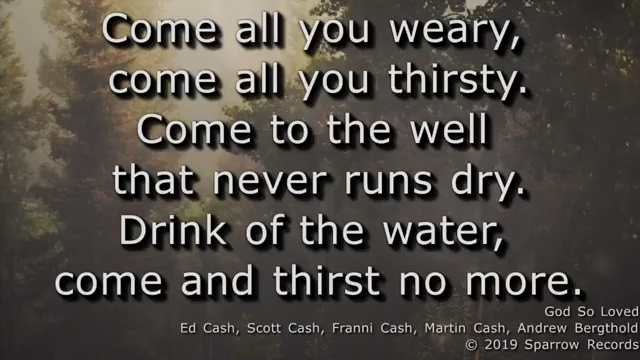 Come all you weary,
come all you thirsty.
Come to the well
that never runs dry.
Drink of the water,
come and thirst no more.
God So Loved
Ed Cash, Scott Cash, Franni Cash, Martin Cash, Andrew Bergthold
© 2019 Sparrow Records